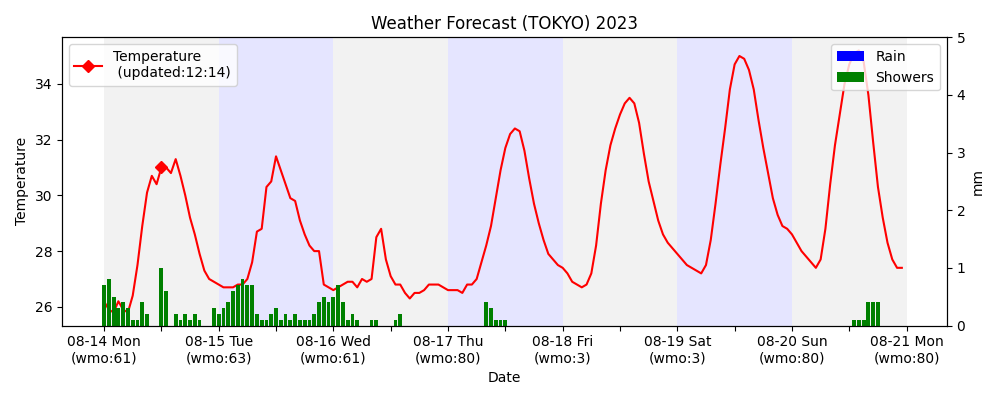 Weather Forecast (TOKYO) 2023
Temperature
(updated:12:14)
Rain
Showers
Temperature
34
32
30
28
26
5
4
3
2
1
0
mm
08-14 Mon
(wmo:61)
08-15 Tue
(wmo:63)
08-16 Wed
(wmo:61)
08-17 Thu
(wmo:80)
08-18 Fri
(wmo:3)
08-19 Sat
(wmo:3)
08-20 Sun
(wmo:80)
08-21 Mon
(wmo:80)
Date